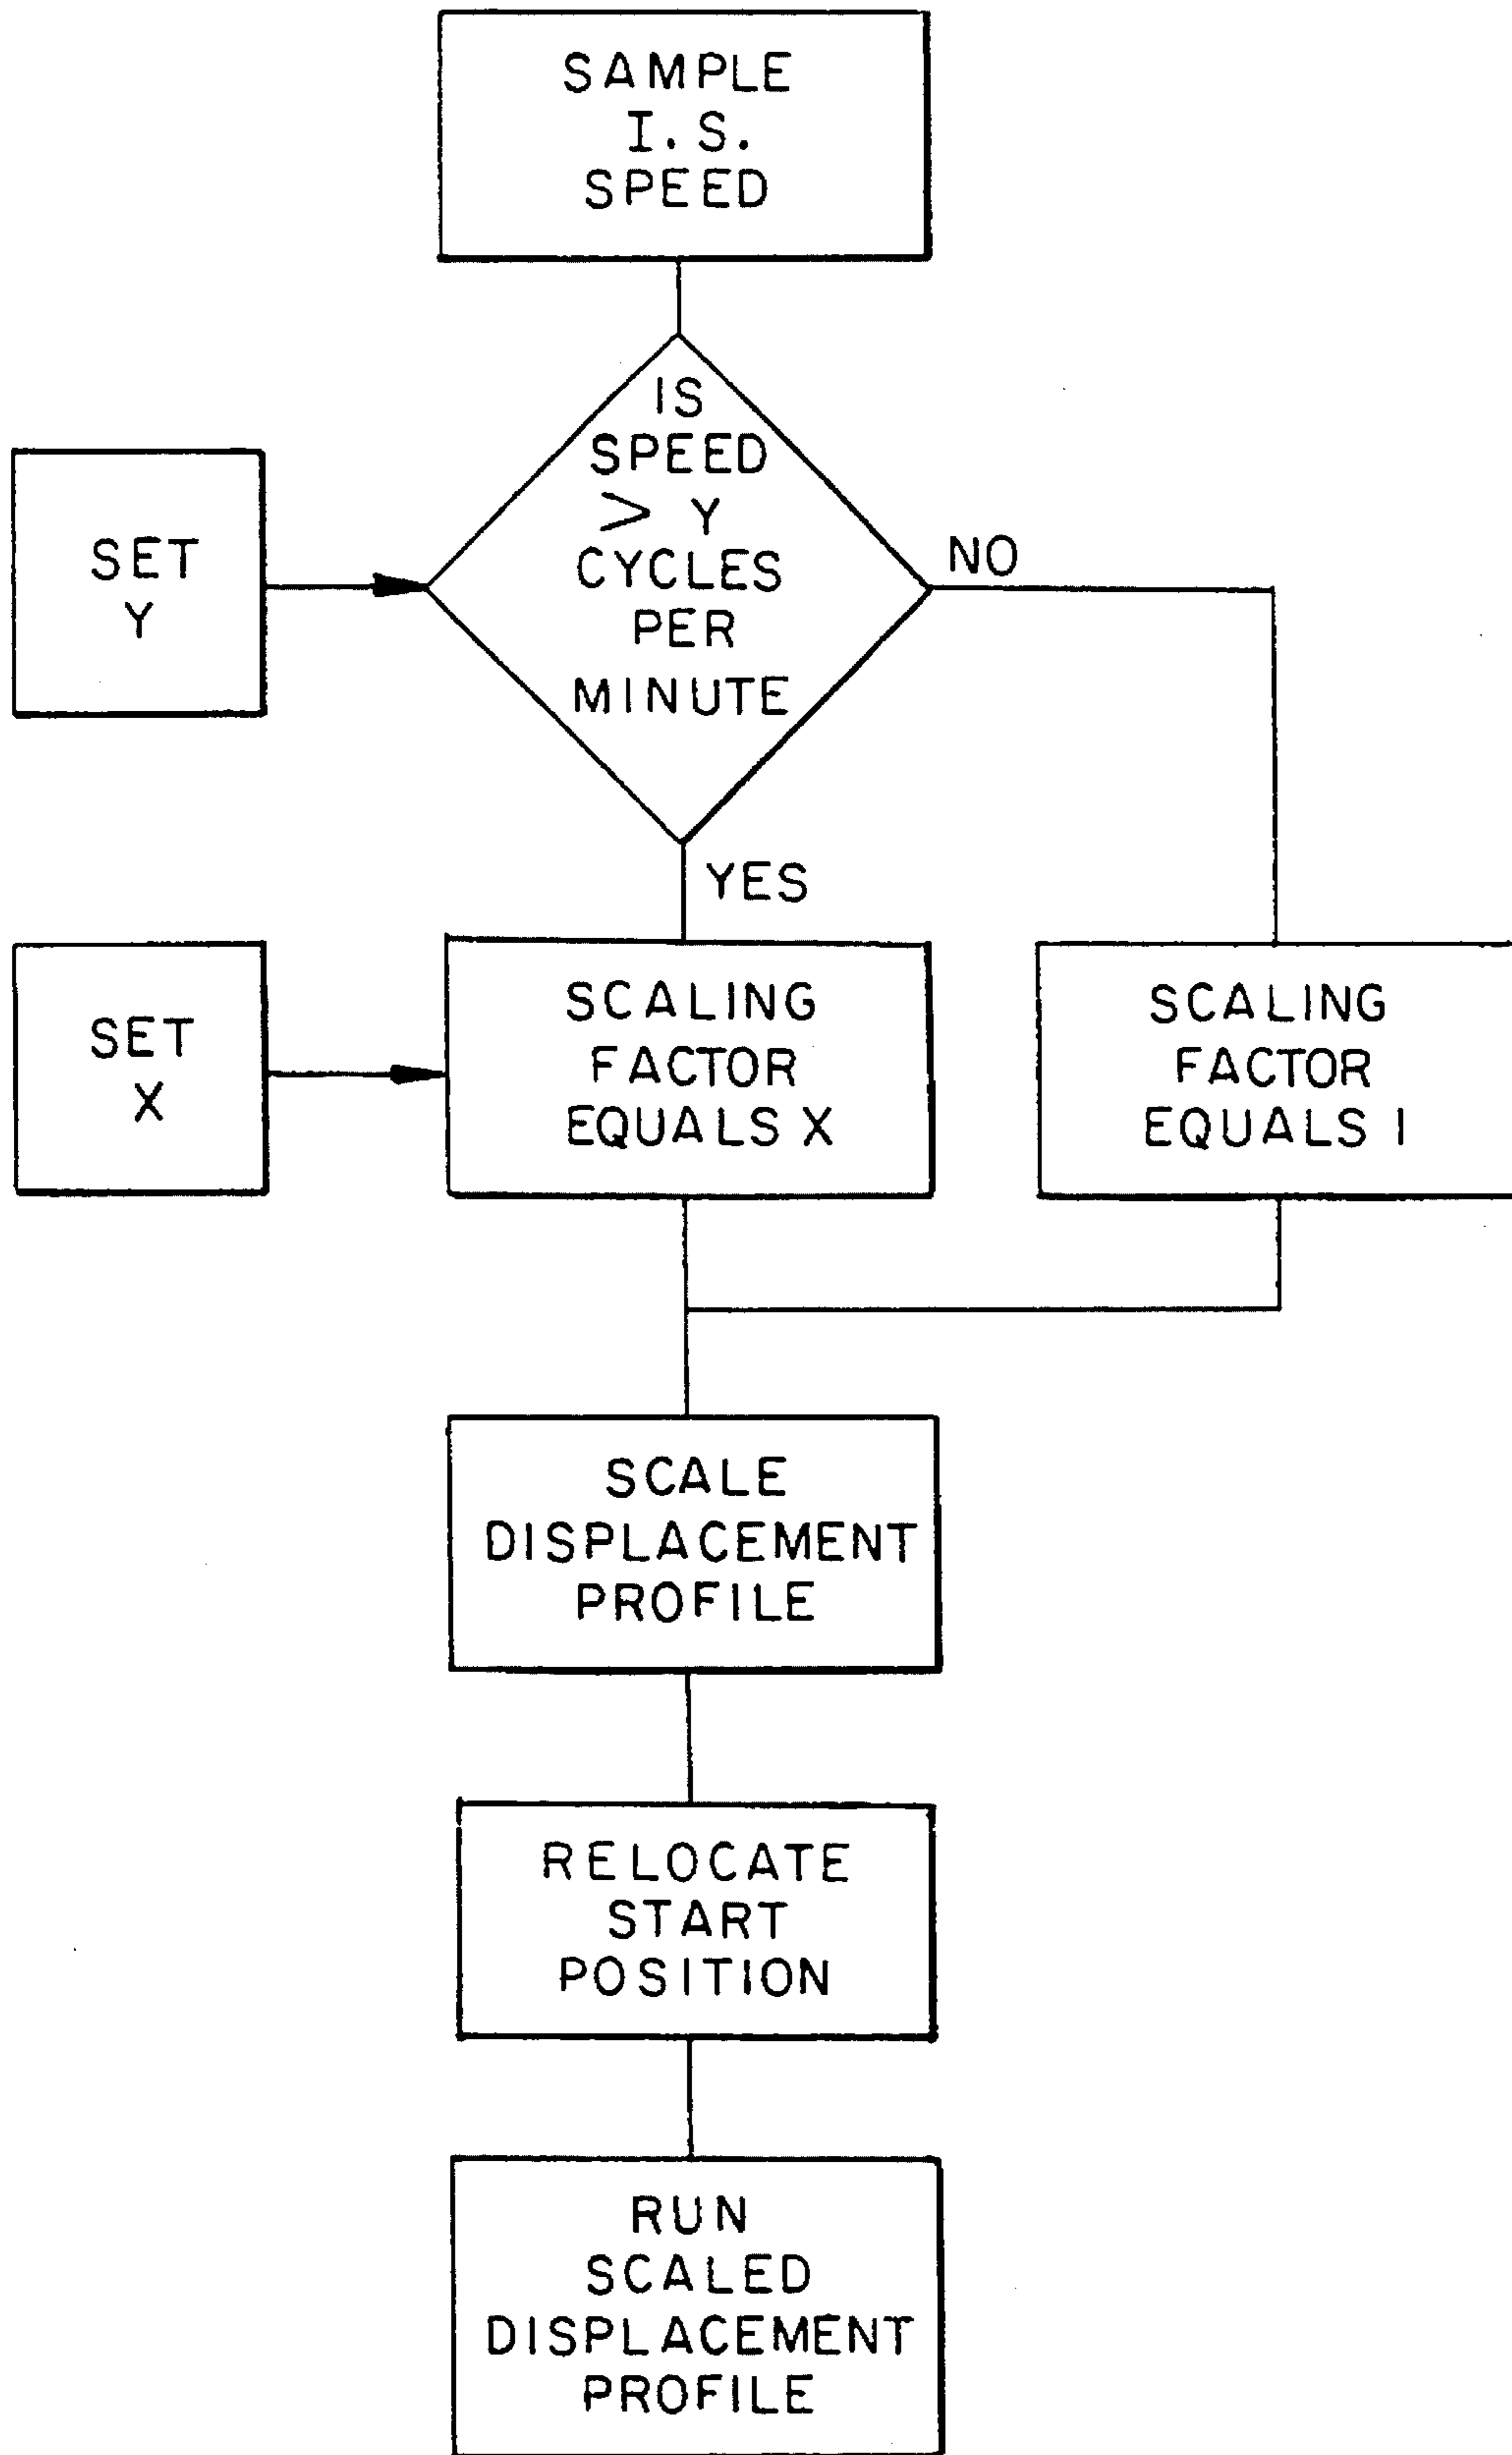 SAMPLE
I.S.
SPEED
IS
SPEED
> Y
CYCLES
PER
MINUTE
SET
Y
NO
YES
SET
X
SCALING
FACTOR
EQUALS X
SCALING
FACTOR
EQUALS 1
SCALE
DISPLACEMENT
PROFILE
RELOCATE
START
POSITION
RUN
SCALED
DISPLACEMENT
PROFILE